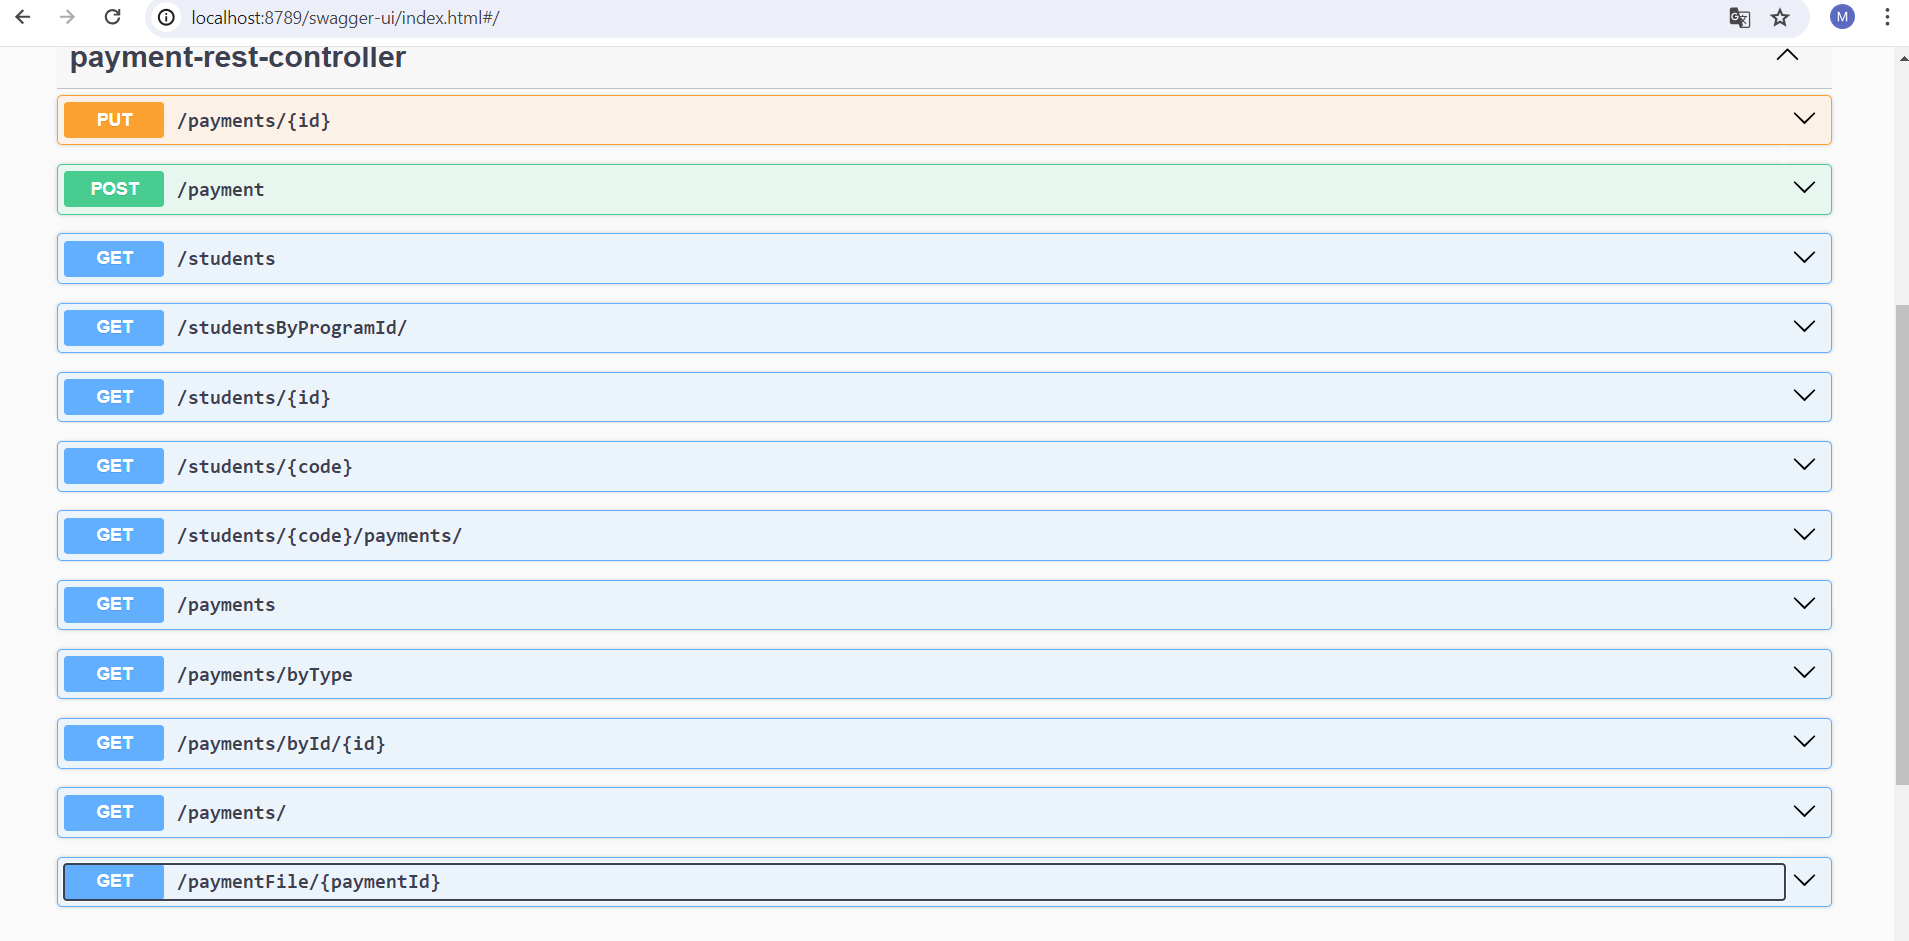 localhost:8789/swagger-ui/index.html#/
M
payment-rest-controller
PUT /payments/{id}
POST /payment
GET /students
GET /studentsByProgramId/
GET /students/{id}
GET /students/{code}
GET /students/{code}/payments/
GET /payments
GET /payments/byType
GET /payments/byId/{id}
GET /payments/
GET /paymentFile/{paymentId}